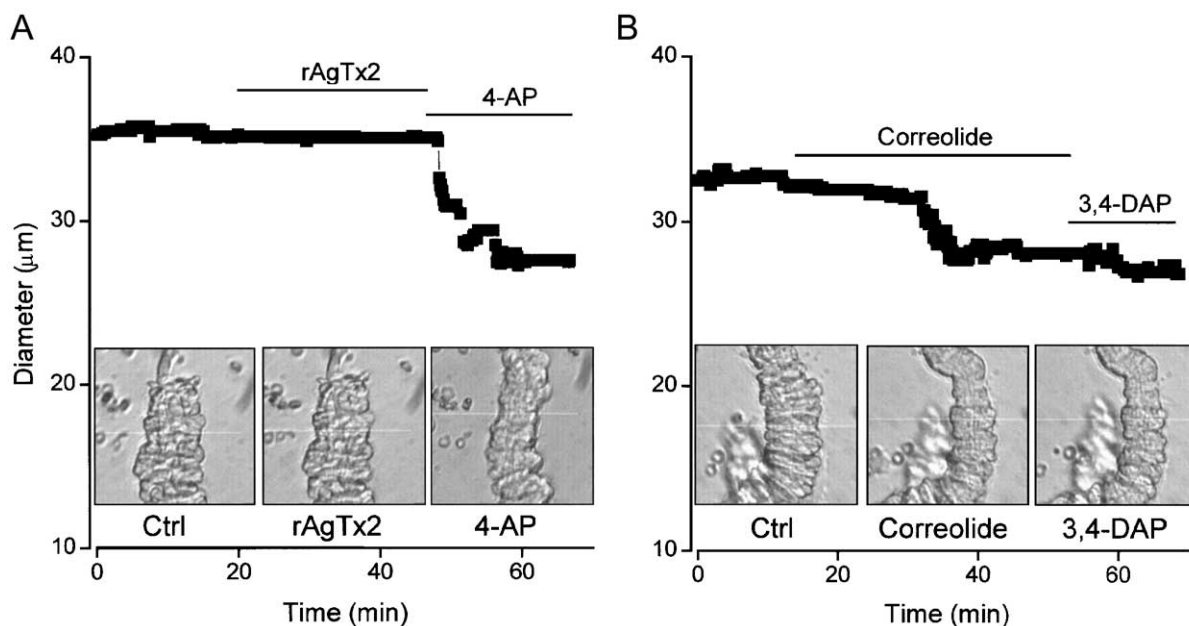 A
40
30
20
10
Diameter (μm)
rAgTx2
4-AP
Ctrl
rAgTx2
4-AP
0
20
40
60
Time (min)
B
40
30
20
10
Correolide
3,4-DAP
Ctrl
Correolide
3,4-DAP
0
20
40
60
Time (min)